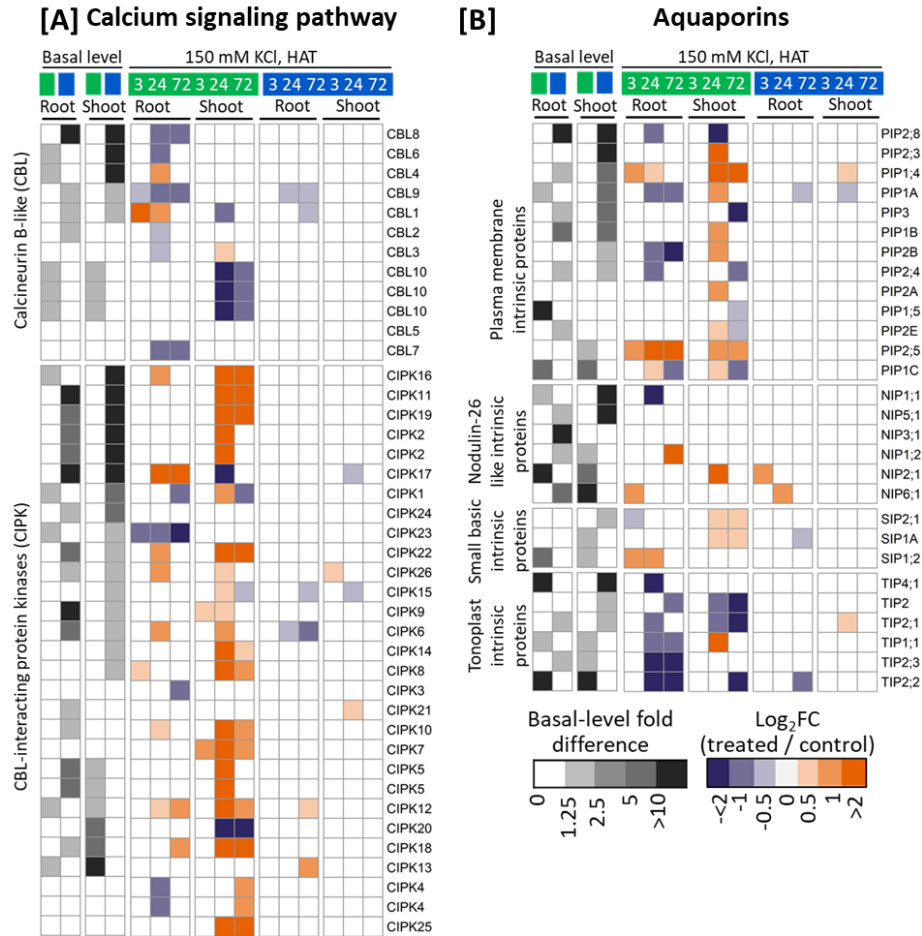 [A] Calcium signaling pathway
Basal level
150 mM KCl, HAT
3 24 72 3 24 72 3 24 72 3 24 72
Root Shoot Root Shoot Root Shoot
Calcineurin B-like (CBL)
CBL8
CBL6
CBL4
CBL9
CBL1
CBL2
CBL3
CBL10
CBL10
CBL10
CBL5
CBL7
CBL-interacting protein kinases (CIPK)
CIPK16
CIPK11
CIPK19
CIPK2
CIPK2
CIPK17
CIPK1
CIPK24
CIPK23
CIPK22
CIPK26
CIPK15
CIPK9
CIPK6
CIPK14
CIPK8
CIPK3
CIPK21
CIPK10
CIPK7
CIPK5
CIPK5
CIPK12
CIPK20
CIPK18
CIPK13
CIPK4
CIPK4
CIPK25
[B] Aquaporins
Basal level
150 mM KCl, HAT
3 24 72 3 24 72 3 24 72 3 24 72
Root Shoot Root Shoot Root Shoot
Plasma membrane
intrinsic proteins
PIP2;8
PIP2;3
PIP1;4
PIP1A
PIP3
PIP1B
PIP2B
PIP2;4
PIP2A
PIP1;5
PIP2E
PIP2;5
PIP1C
Nodulin-26
like intrinsic
proteins
NIP1;1
NIP5;1
NIP3;1
NIP1;2
NIP2;1
NIP6;1
Small basic
intrinsic
proteins
SIP2;1
SIP1A
SIP1;2
Tonoplast
intrinsic
proteins
TIP4;1
TIP2
TIP2;1
TIP1;1
TIP2;3
TIP2;2
Basal-level fold
difference
0
1.25
2.5
5
>10
Log2FC
(treated / control)
-<2
-1
-0.5
0
0.5
1
>2